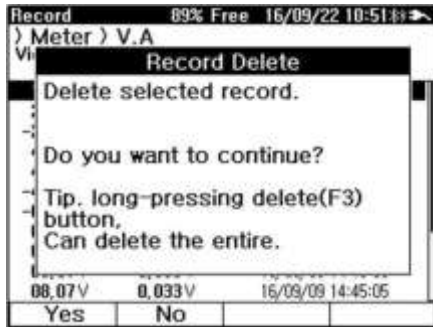 Record 89% Free 16/09/22 10:51
〉Meter 〉V.A
Record Delete
Delete selected record.
Do you want to continue?
Tip. long-pressing delete(F3)
button,
Can delete the entire.
08,07V 0,033V 16/09/09 14:45:05
Yes No